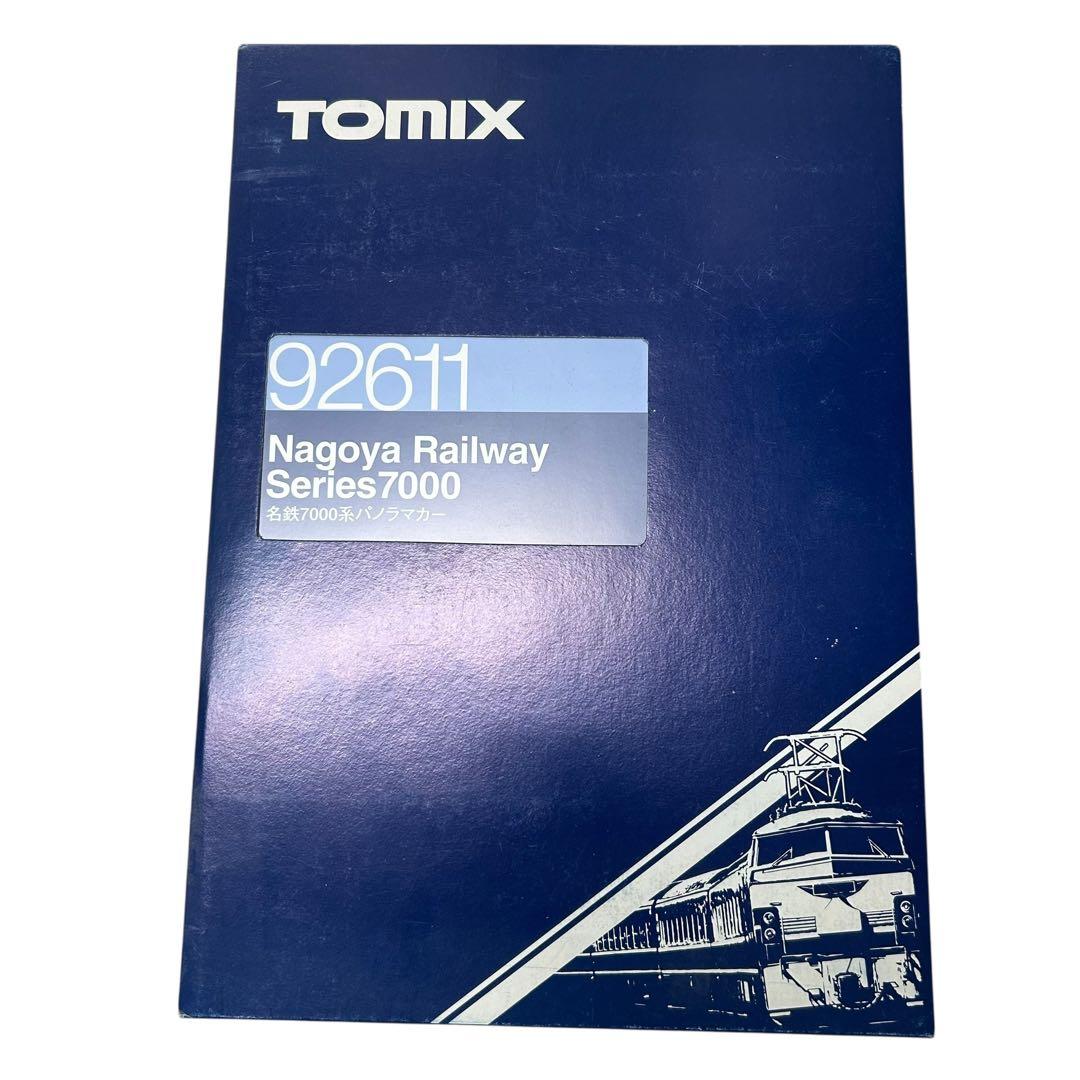 TOMIX
92611
Nagoya Railway
Series7000
名鉄7000系パノラマカー